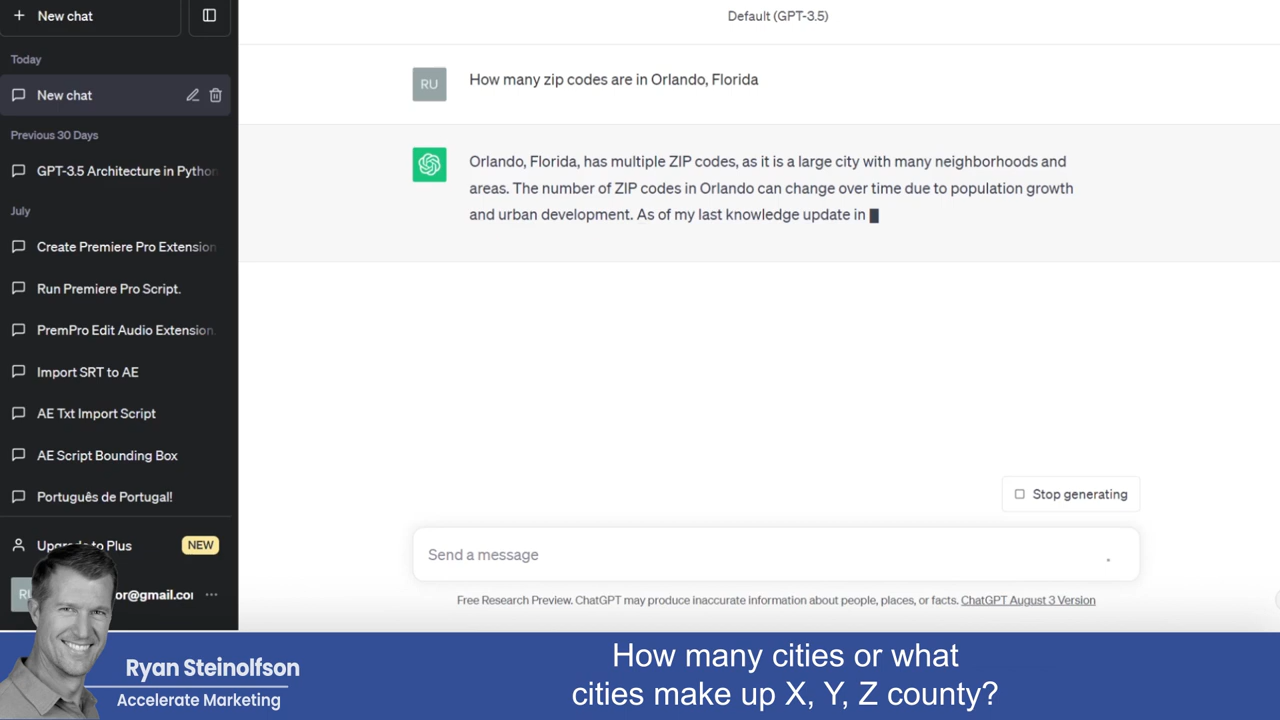 New chat
Today
New chat
Previous 30 Days
GPT-3.5 Architecture in Python
July
Create Premiere Pro Extension
Run Premiere Pro Script.
PremPro Edit Audio Extension.
Import SRT to AE
AE Txt Import Script
AE Script Bounding Box
Português de Portugal!
Upgrade to Plus
NEW
RU
or@gmail.com
Default (GPT-3.5)
RU
How many zip codes are in Orlando, Florida
Orlando, Florida, has multiple ZIP codes, as it is a large city with many neighborhoods and
areas. The number of ZIP codes in Orlando can change over time due to population growth
and urban development. As of my last knowledge update in
Stop generating
Send a message
Free Research Preview. ChatGPT may produce inaccurate information about people, places, or facts. ChatGPT August 3 Version
Ryan Steinolfson
Accelerate Marketing
How many cities or what
cities make up X, Y, Z county?